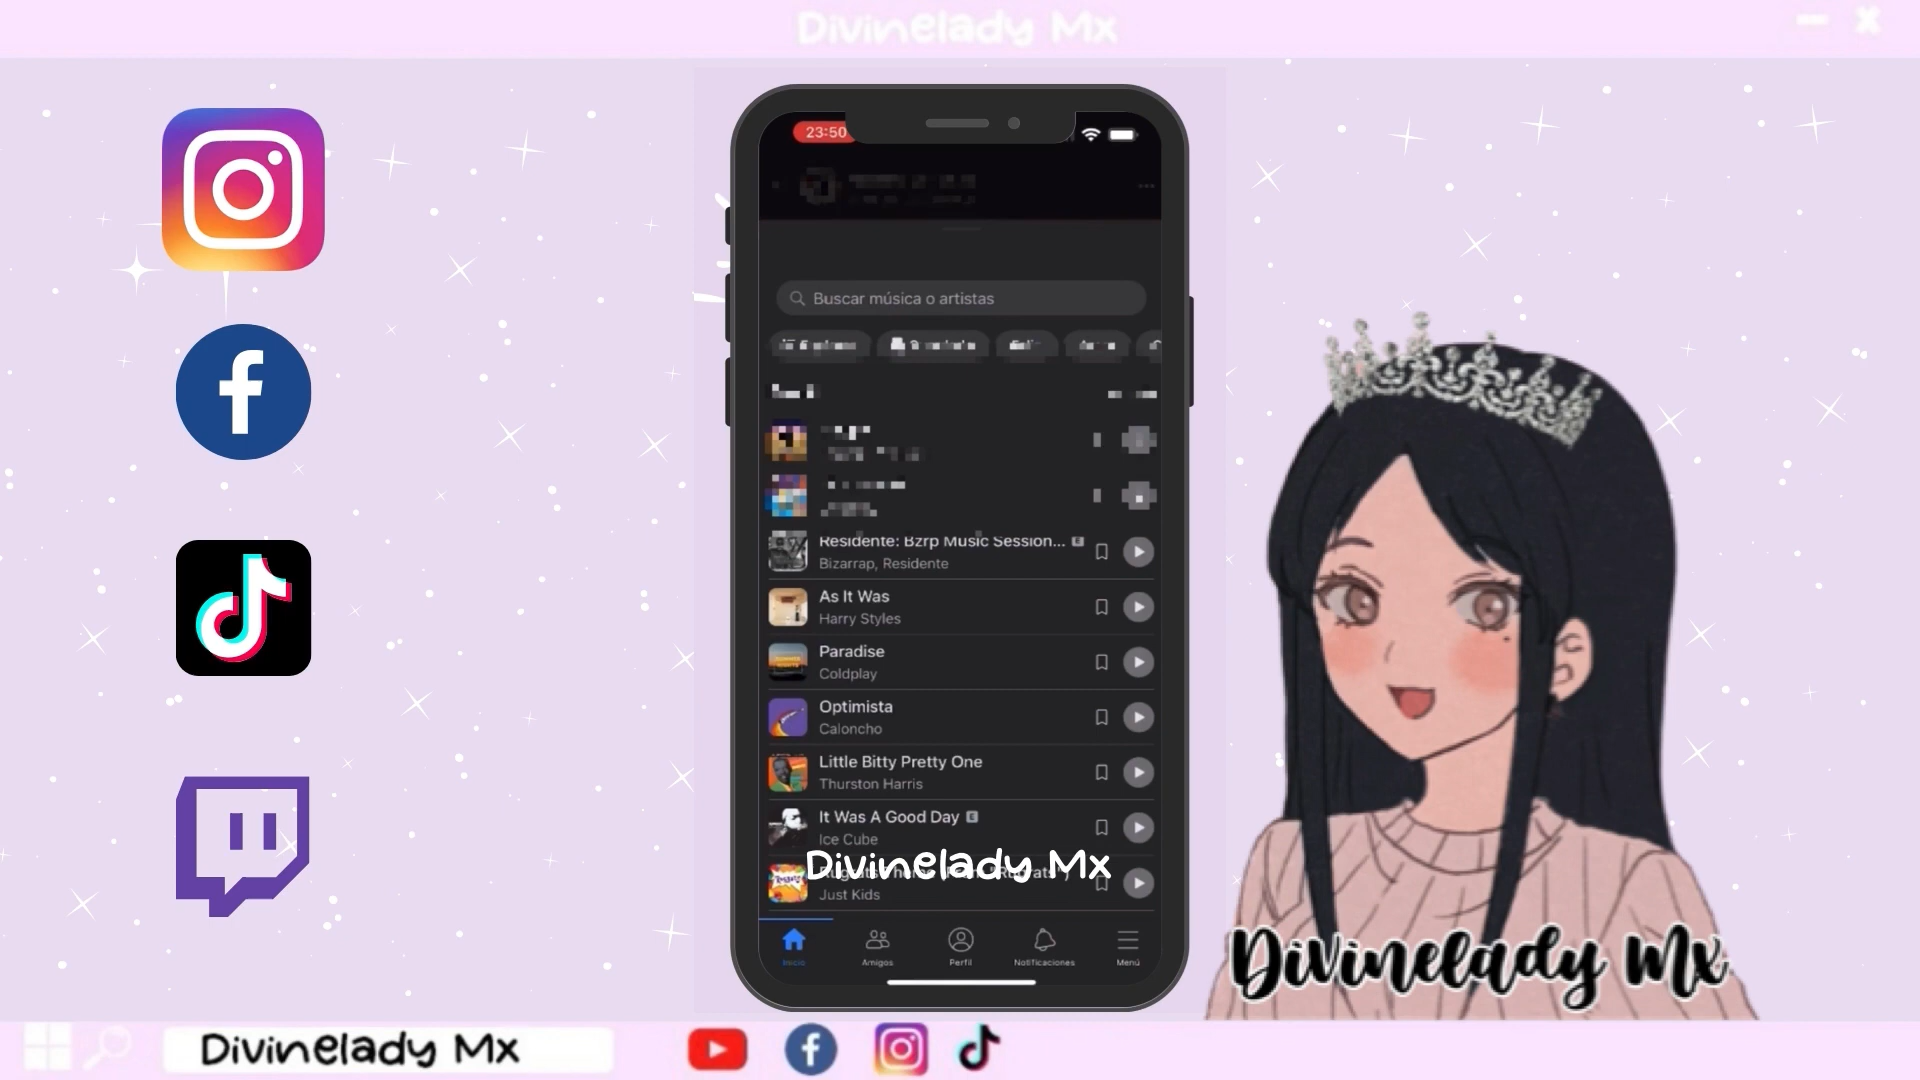 Divinelady Mx
23:50
Buscar música o artistas
Residente: Bzrp Music Session... E
Bizarrap, Residente
As It Was
Harry Styles
Paradise
Coldplay
Optimista
Caloncho
Little Bitty Pretty One
Thurston Harris
It Was A Good Day E
Ice Cube
Divinelady Mx
Just Kids
Inicio
Amigos
Perfil
Notificaciones
Menú
Divinelady Mx
Divinelady Mx